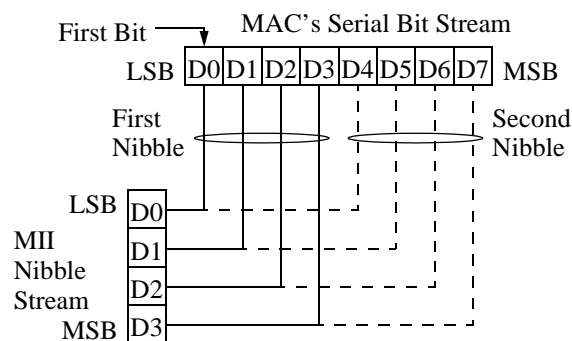 MAC’s Serial Bit Stream
First Bit
LSB D0 D1 D2 D3 D4 D5 D6 D7 MSB
First
Nibble
Second
Nibble
LSB D0
D1
D2
D3
MII
Nibble
Stream
MSB